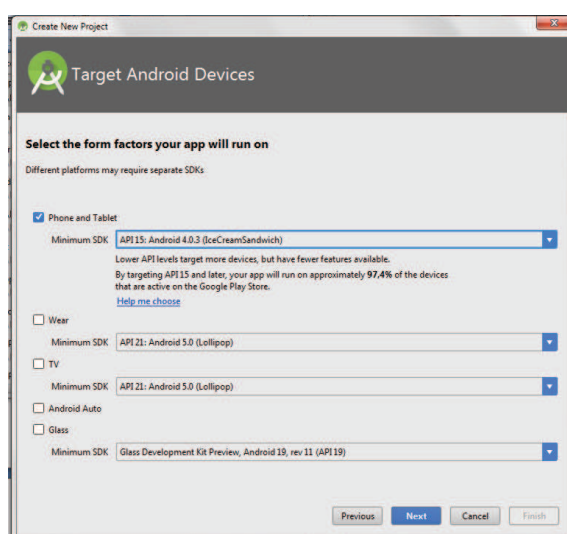 Create New Project
Target Android Devices
Select the form factors your app will run on
Different platforms may require separate SDKs
Phone and Tablet
Minimum SDK API 15: Android 4.0.3 (IceCreamSandwich)
Lower API levels target more devices, but have fewer features available.
By targeting API 15 and later, your app will run on approximately 97,4% of the devices
that are active on the Google Play Store.
Help me choose
Wear
Minimum SDK API 21: Android 5.0 (Lollipop)
TV
Minimum SDK API 21: Android 5.0 (Lollipop)
Android Auto
Glass
Minimum SDK Glass Development Kit Preview, Android 19, rev 11 (API 19)
Previous Next Cancel Finish